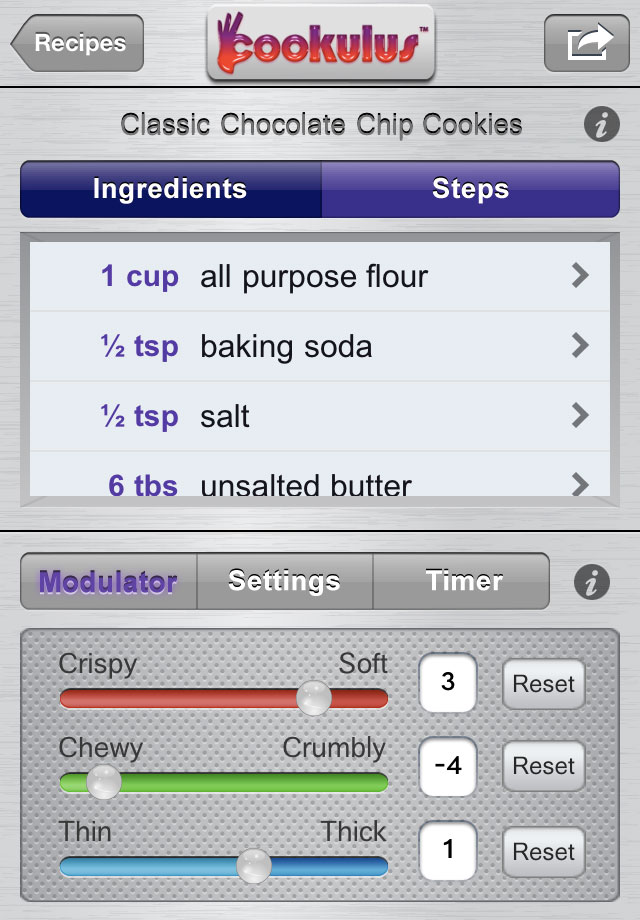 Recipes
Cookulus™
Classic Chocolate Chip Cookies
i
Ingredients Steps
1 cup all purpose flour
½ tsp baking soda
½ tsp salt
6 tbs unsalted butter
Modulator Settings Timer i
Crispy Soft
3 Reset
Chewy Crumbly
-4 Reset
Thin Thick
1 Reset